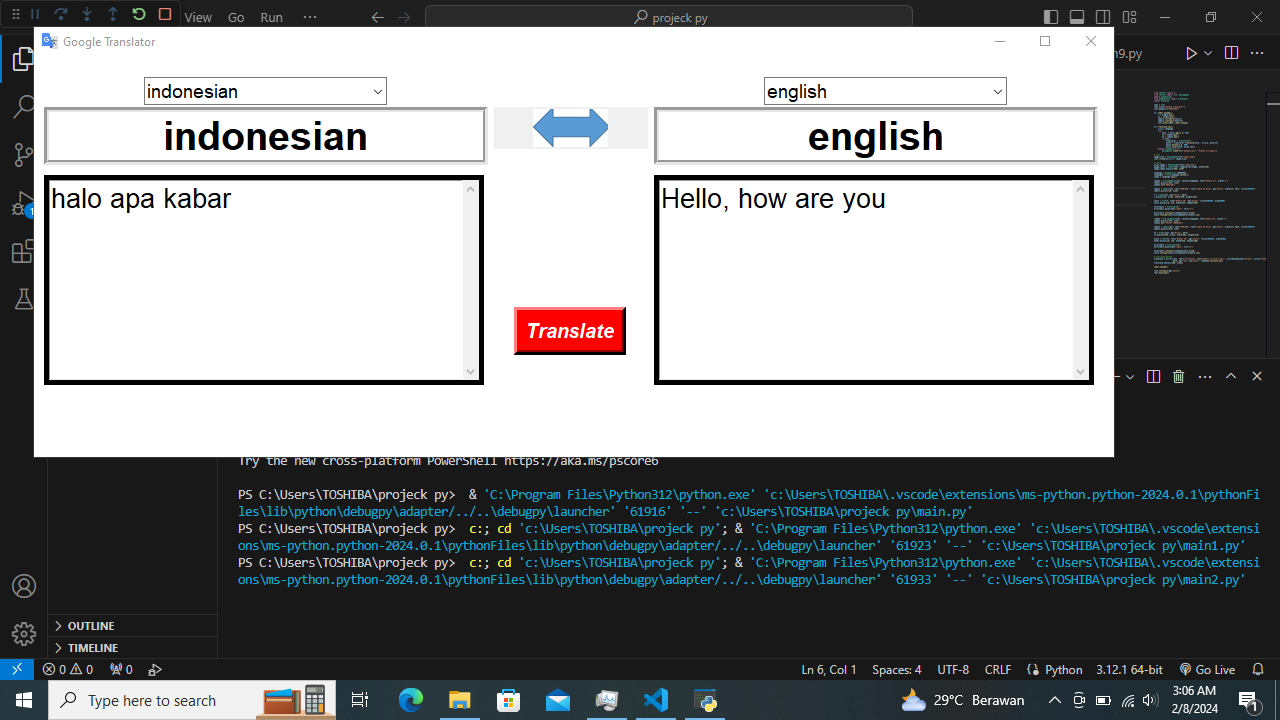 View Go Run ···
projeck py
Google Translator
n9.py
indonesian
english
indonesian
english
halo apa kabar
Hello, how are you
Translate
Try the new cross-platform PowerShell https://aka.ms/pscore6
PS C:\Users\TOSHIBA\projeck py> & 'C:\Program Files\Python312\python.exe' 'c:\Users\TOSHIBA\.vscode\extensions\ms-python.python-2024.0.1\pythonFi
les\lib\python\debugpy\adapter/../..\debugpy\launcher' '61916' '--' 'c:\Users\TOSHIBA\projeck py\main.py'
PS C:\Users\TOSHIBA\projeck py> c:; cd 'c:\Users\TOSHIBA\projeck py'; & 'C:\Program Files\Python312\python.exe' 'c:\Users\TOSHIBA\.vscode\extensi
ons\ms-python.python-2024.0.1\pythonFiles\lib\python\debugpy\adapter/../..\debugpy\launcher' '61923' '--' 'c:\Users\TOSHIBA\projeck py\main1.py'
PS C:\Users\TOSHIBA\projeck py> c:; cd 'c:\Users\TOSHIBA\projeck py'; & 'C:\Program Files\Python312\python.exe' 'c:\Users\TOSHIBA\.vscode\extensi
ons\ms-python.python-2024.0.1\pythonFiles\lib\python\debugpy\adapter/../..\debugpy\launcher' '61933' '--' 'c:\Users\TOSHIBA\projeck py\main2.py'
OUTLINE
TIMELINE
0 0 0 Ln 6, Col 1 Spaces: 4 UTF-8 CRLF Python 3.12.1 64-bit Go Live
Type here to search
29°C Berawan
3:06 AM
2/8/2024
1